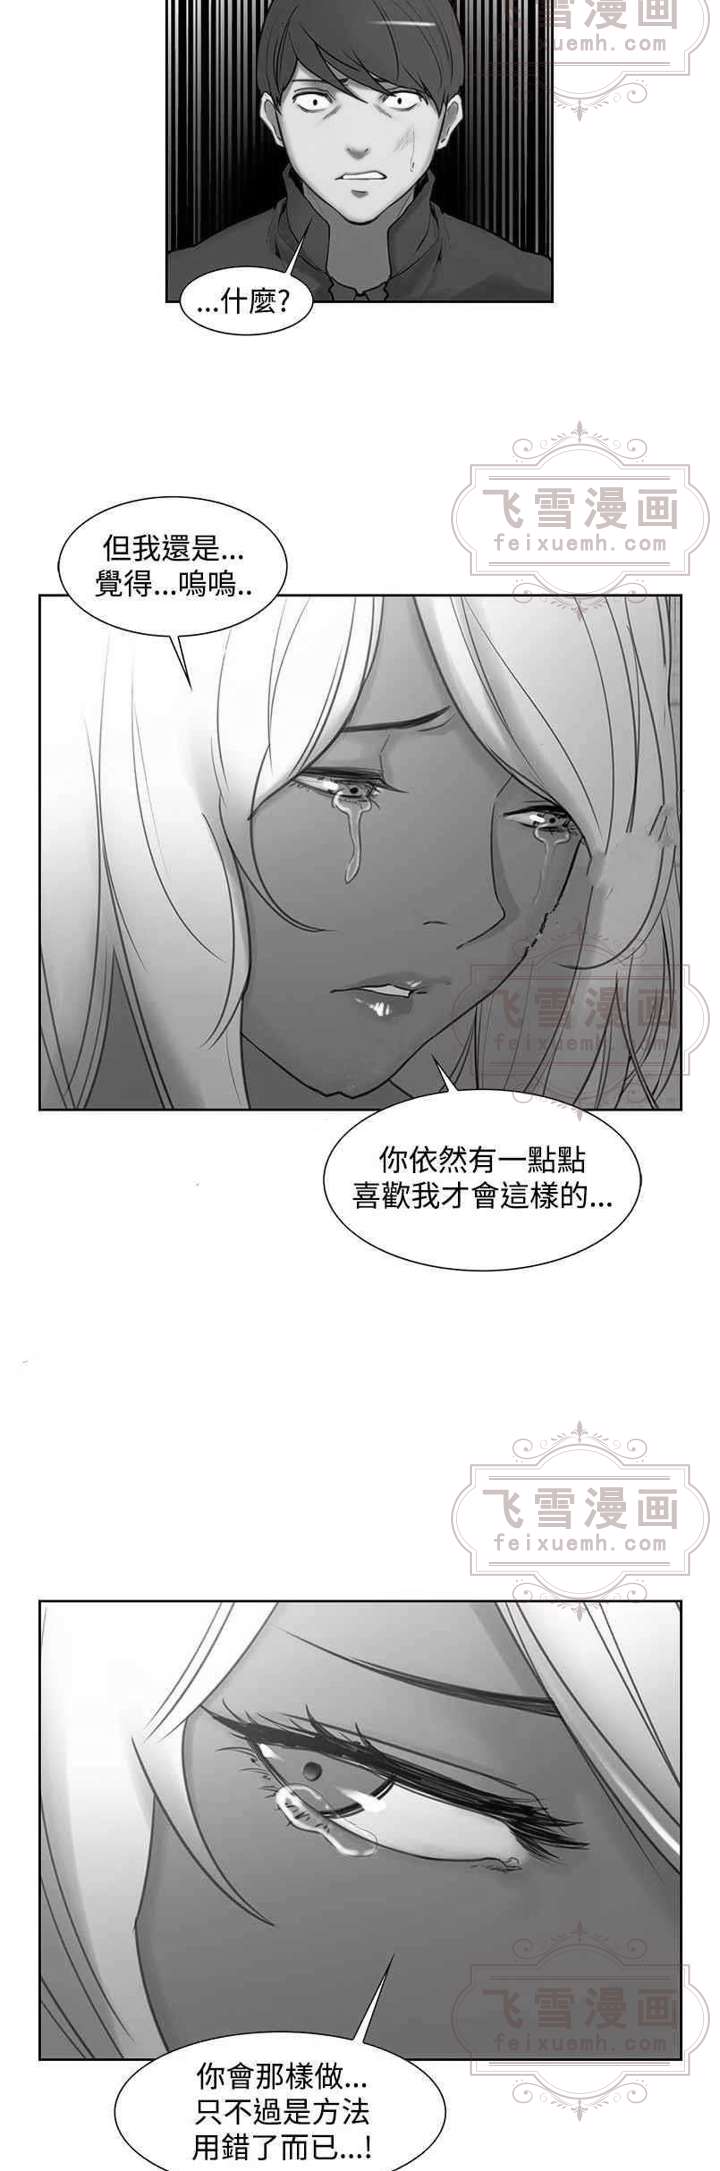 飞雪漫画
feixuemh.com
...什麼?
飞雪漫画
feixuemh.com
但我還是...
覺得...嗚嗚..
飞雪漫画
feixuemh.com
你依然有一點點
喜歡我才會這樣的...
飞雪漫画
feixuemh.com
飞雪漫画
feixuemh.com
你會那樣做...
只不過是方法
用錯了而已...!